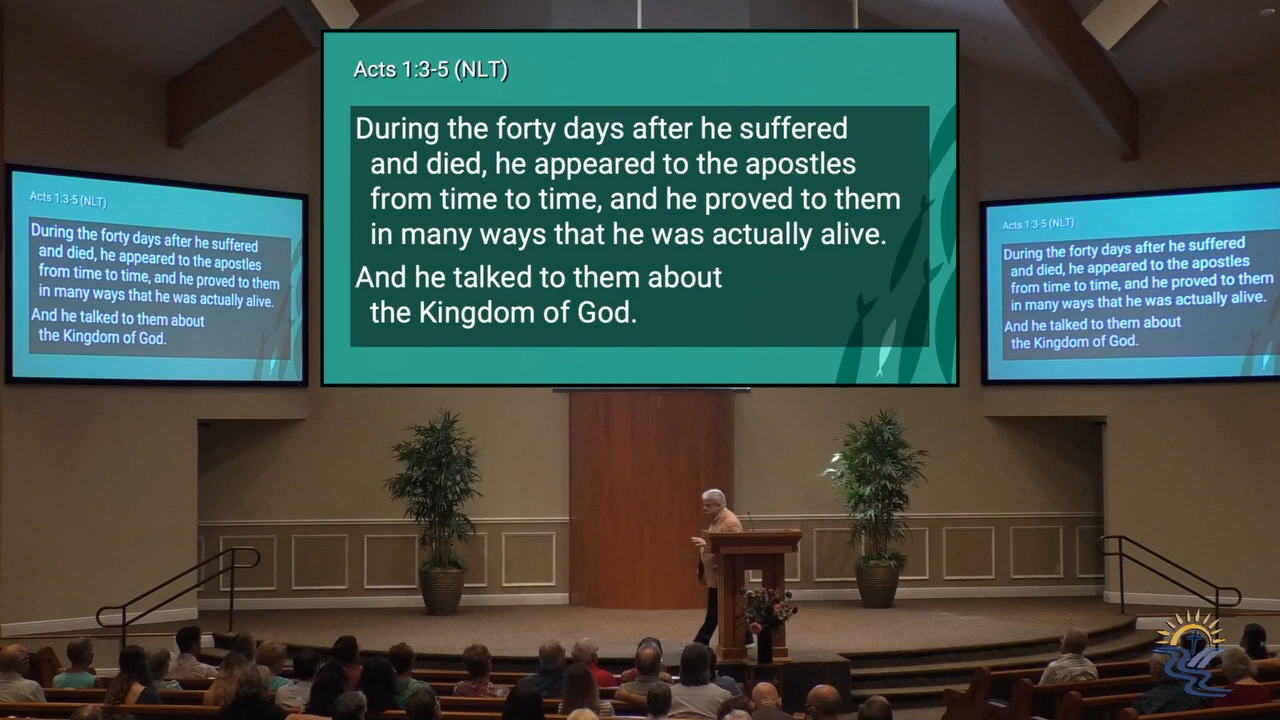 Acts 1:3-5 (NLT)
During the forty days after he suffered
and died, he appeared to the apostles
from time to time, and he proved to them
in many ways that he was actually alive.
And he talked to them about
the Kingdom of God.
Acts 1:3-5 (NLT)
During the forty days after he suffered
and died, he appeared to the apostles
from time to time, and he proved to them
in many ways that he was actually alive.
And he talked to them about
the Kingdom of God.
Acts 1:3-5 (NLT)
During the forty days after he suffered
and died, he appeared to the apostles
from time to time, and he proved to them
in many ways that he was actually alive.
And he talked to them about
the Kingdom of God.